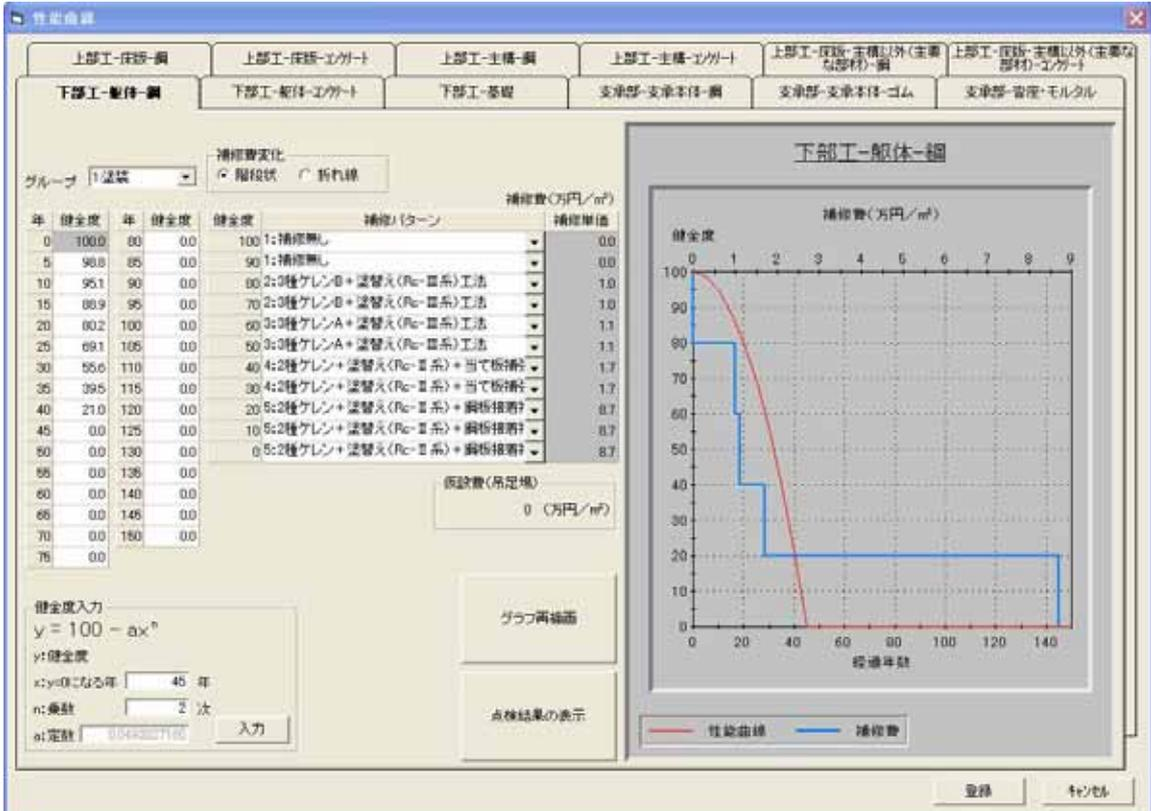 性能曲線
上部工-床版-鋼
上部工-床版-コンクリート
上部工-主構-鋼
上部工-主構-コンクリート
上部工-床版・主構以外(主要な部材)-鋼
上部工-床版・主構以外(主要な部材)-コンクリート
下部工-躯体-鋼
下部工-躯体-コンクリート
下部工-基礎
支承部-支承本体-鋼
支承部-支承本体-ゴム
支承部-沓座・モルタル
グループ 1:塗装
補修費変化
階段状 折れ線
補修費(万円/㎡)
年 健全度 年 健全度 健全度 補修パターン 補修単価
0 100.0 80 0.0 100 1:補修無し 0.0
5 98.8 85 0.0 90 1:補修無し 0.0
10 95.1 90 0.0 80 2:3種ケレンB+塗替え(Rc-Ⅲ系)工法 1.0
15 88.9 95 0.0 70 2:3種ケレンB+塗替え(Rc-Ⅲ系)工法 1.0
20 80.2 100 0.0 60 3:3種ケレンA+塗替え(Rc-Ⅲ系)工法 1.1
25 69.1 105 0.0 50 3:3種ケレンA+塗替え(Rc-Ⅲ系)工法 1.1
30 55.6 110 0.0 40 4:2種ケレン+塗替え(Rc-Ⅱ系)+当て板補 1.7
35 39.5 115 0.0 30 4:2種ケレン+塗替え(Rc-Ⅱ系)+当て板補 1.7
40 21.0 120 0.0 20 5:2種ケレン+塗替え(Rc-Ⅱ系)+鋼板接着 8.7
45 0.0 125 0.0 10 5:2種ケレン+塗替え(Rc-Ⅱ系)+鋼板接着 8.7
50 0.0 130 0.0 0 5:2種ケレン+塗替え(Rc-Ⅱ系)+鋼板接着 8.7
55 0.0 135 0.0
60 0.0 140 0.0
65 0.0 145 0.0
70 0.0 150 0.0
75 0.0
仮設費(吊足場)
0 (万円/㎡)
健全度入力
y = 100 - axⁿ
y:健全度
x:y=0になる年 45 年
n:乗数 2 次
a:定数
入力
グラフ再描画
点検結果の表示
下部工-躯体-鋼
補修費(万円/㎡)
健全度
0 1 2 3 4 5 6 7 8 9
100
90
80
70
60
50
40
30
20
10
0
0 20 40 60 80 100 120 140
経過年数
性能曲線 補修費
登録 キャンセル